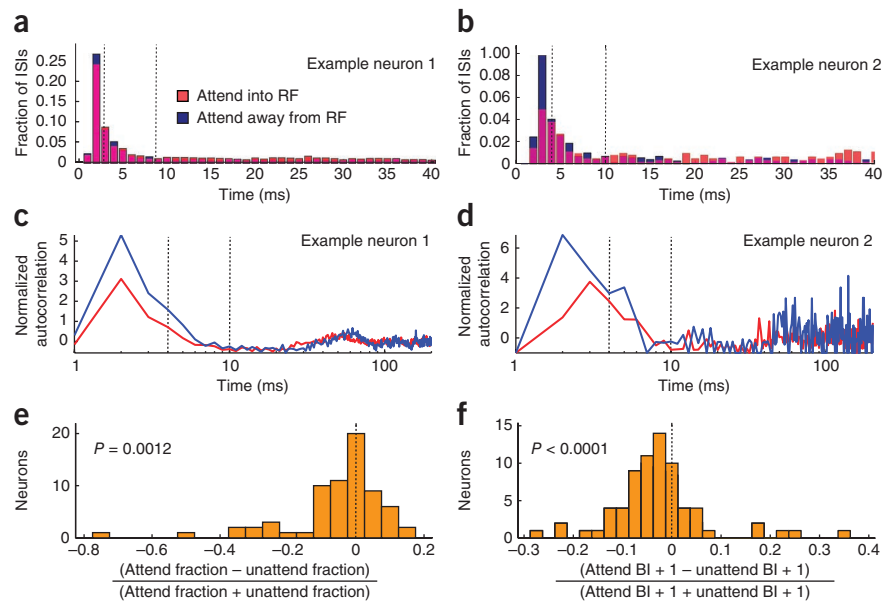 a
Fraction of ISIs
0.25
0.20
0.15
0.10
0.05
0
Example neuron 1
Attend into RF
Attend away from RF
0 5 10 15 20 25 30 35 40
Time (ms)
b
Fraction of ISIs
1.00
0.08
0.06
0.04
0.02
0
Example neuron 2
0 5 10 15 20 25 30 35 40
Time (ms)
c
Normalized
autocorrelation
5
4
3
2
1
0
Example neuron 1
1 10 100
Time (ms)
d
Normalized
autocorrelation
6
4
2
0
Example neuron 2
1 10 100
Time (ms)
e
Neurons
20
10
0
P = 0.0012
−0.8 −0.6 −0.4 −0.2 0 0.2
(Attend fraction − unattend fraction)
(Attend fraction + unattend fraction)
f
Neurons
15
10
5
0
P < 0.0001
−0.3 −0.2 −0.1 0 0.1 0.2 0.3 0.4
(Attend BI + 1 − unattend BI + 1)
(Attend BI + 1 + unattend BI + 1)